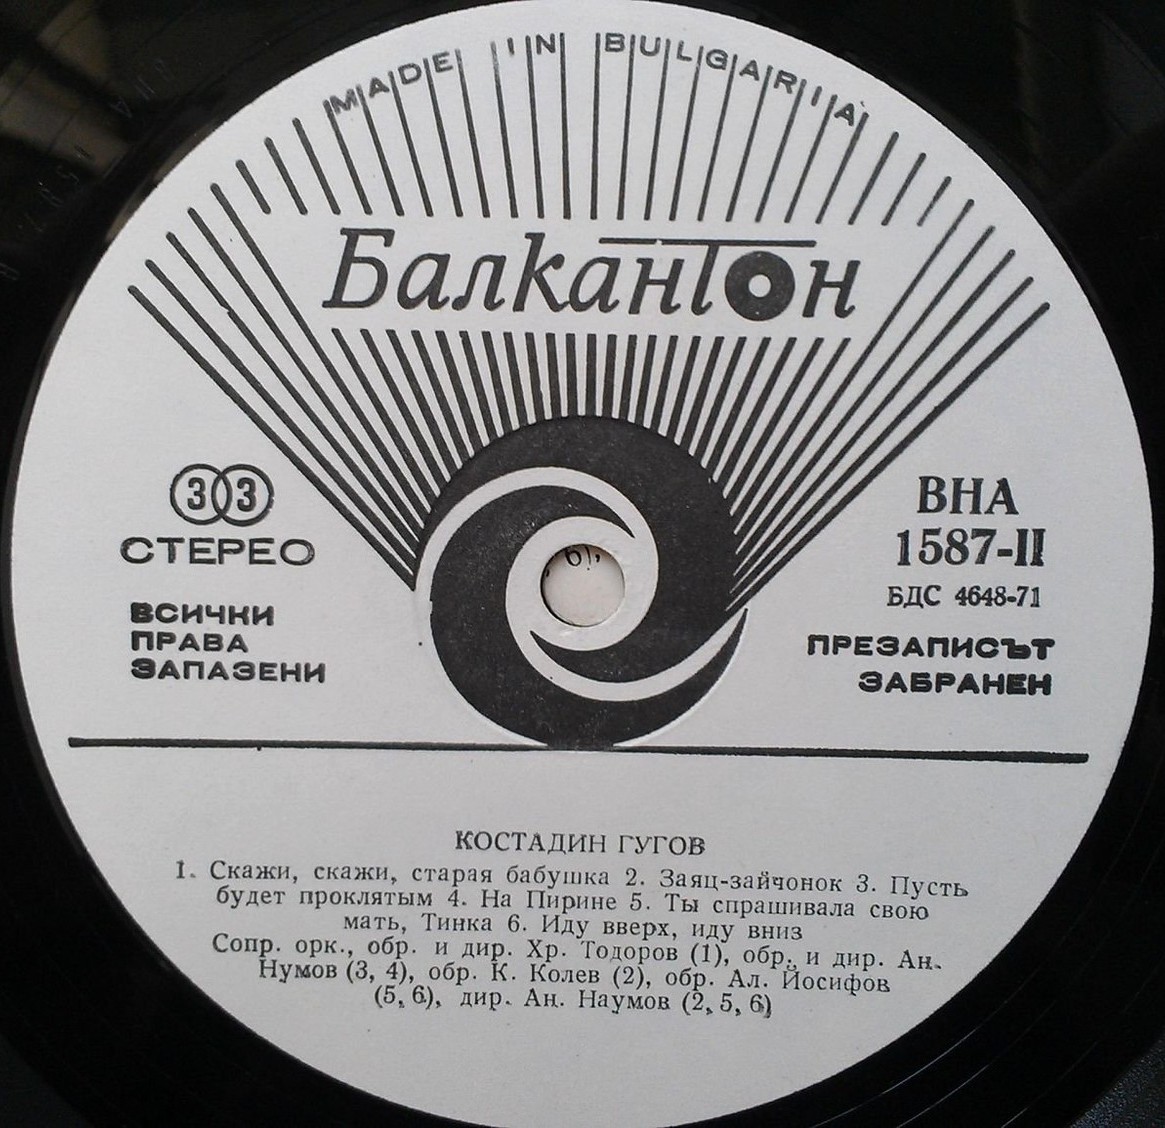 MADE IN BULGARIA
Балкантон
33
СТЕРЕО
ВСИЧКИ
ПРАВА
ЗАПАЗЕНИ
ВНА
1587-II
БДС 4648-71
ПРЕЗАПИСЪТ
ЗАБРАНЕН
КОСТАДИН ГУГОВ
1. Скажи, скажи, старая бабушка 2. Заяц-зайчонок 3. Пусть
будет проклятым 4. На Пирине 5. Ты спрашивала свою
мать, Тинка 6. Иду вверх, иду вниз
Сопр. орк., обр. и дир. Хр. Тодоров (1), обр. и дир. Ан.
Нумов (3, 4), обр. К. Колев (2), обр. Ал. Йосифов
(5, 6), дир. Ан. Наумов (2, 5, 6)